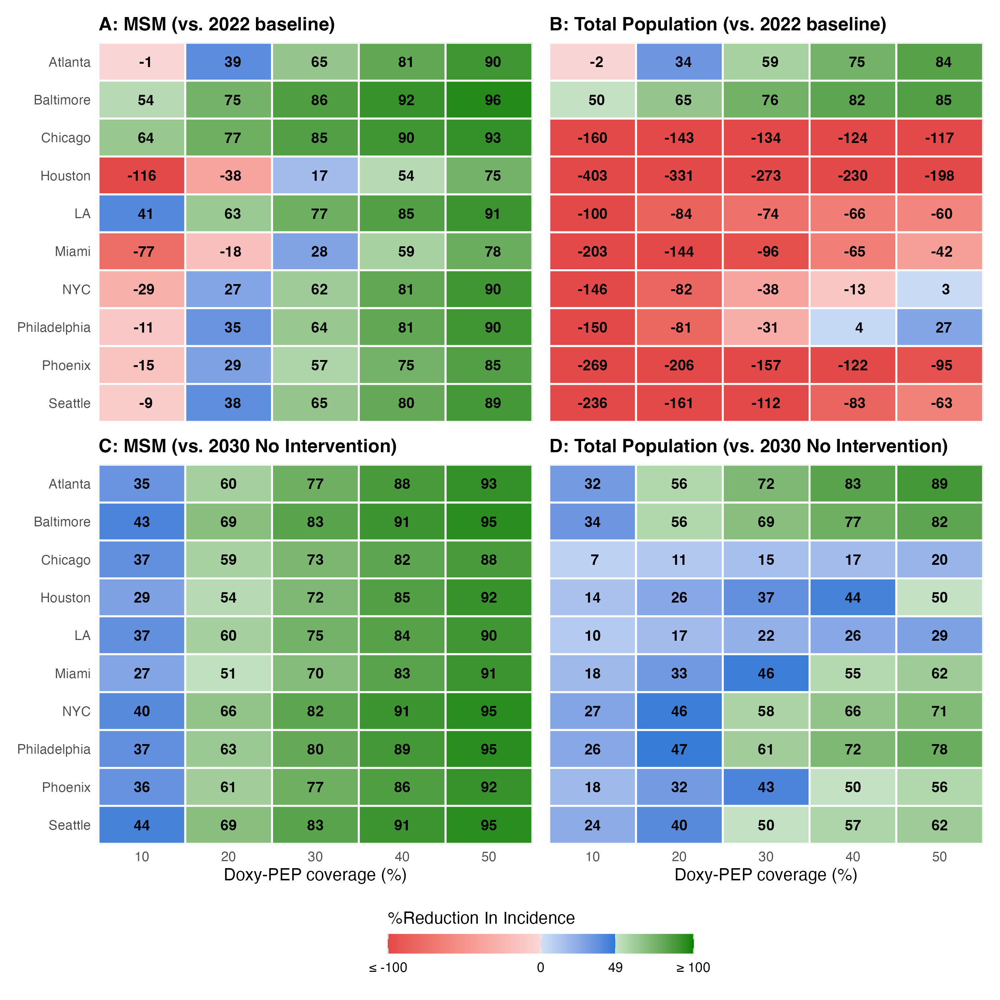 A: MSM (vs. 2022 baseline)
Atlanta -1 39 65 81 90
Baltimore 54 75 86 92 96
Chicago 64 77 85 90 93
Houston -116 -38 17 54 75
LA 41 63 77 85 91
Miami -77 -18 28 59 78
NYC -29 27 62 81 90
Philadelphia -11 35 64 81 90
Phoenix -15 29 57 75 85
Seattle -9 38 65 80 89
B: Total Population (vs. 2022 baseline)
-2 34 59 75 84
50 65 76 82 85
-160 -143 -134 -124 -117
-403 -331 -273 -230 -198
-100 -84 -74 -66 -60
-203 -144 -96 -65 -42
-146 -82 -38 -13 3
-150 -81 -31 4 27
-269 -206 -157 -122 -95
-236 -161 -112 -83 -63
C: MSM (vs. 2030 No Intervention)
Atlanta 35 60 77 88 93
Baltimore 43 69 83 91 95
Chicago 37 59 73 82 88
Houston 29 54 72 85 92
LA 37 60 75 84 90
Miami 27 51 70 83 91
NYC 40 66 82 91 95
Philadelphia 37 63 80 89 95
Phoenix 36 61 77 86 92
Seattle 44 69 83 91 95
10 20 30 40 50
Doxy-PEP coverage (%)
D: Total Population (vs. 2030 No Intervention)
32 56 72 83 89
34 56 69 77 82
7 11 15 17 20
14 26 37 44 50
10 17 22 26 29
18 33 46 55 62
27 46 58 66 71
26 47 61 72 78
18 32 43 50 56
24 40 50 57 62
10 20 30 40 50
Doxy-PEP coverage (%)
%Reduction In Incidence
≤ -100 0 49 ≥ 100